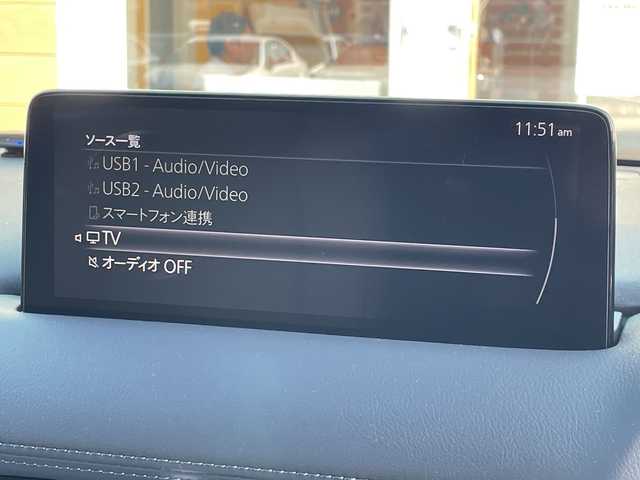 11:51 am
ソース一覧
USB1 - Audio/Video
USB2 - Audio/Video
スマートフォン連携
TV
オーディオ OFF